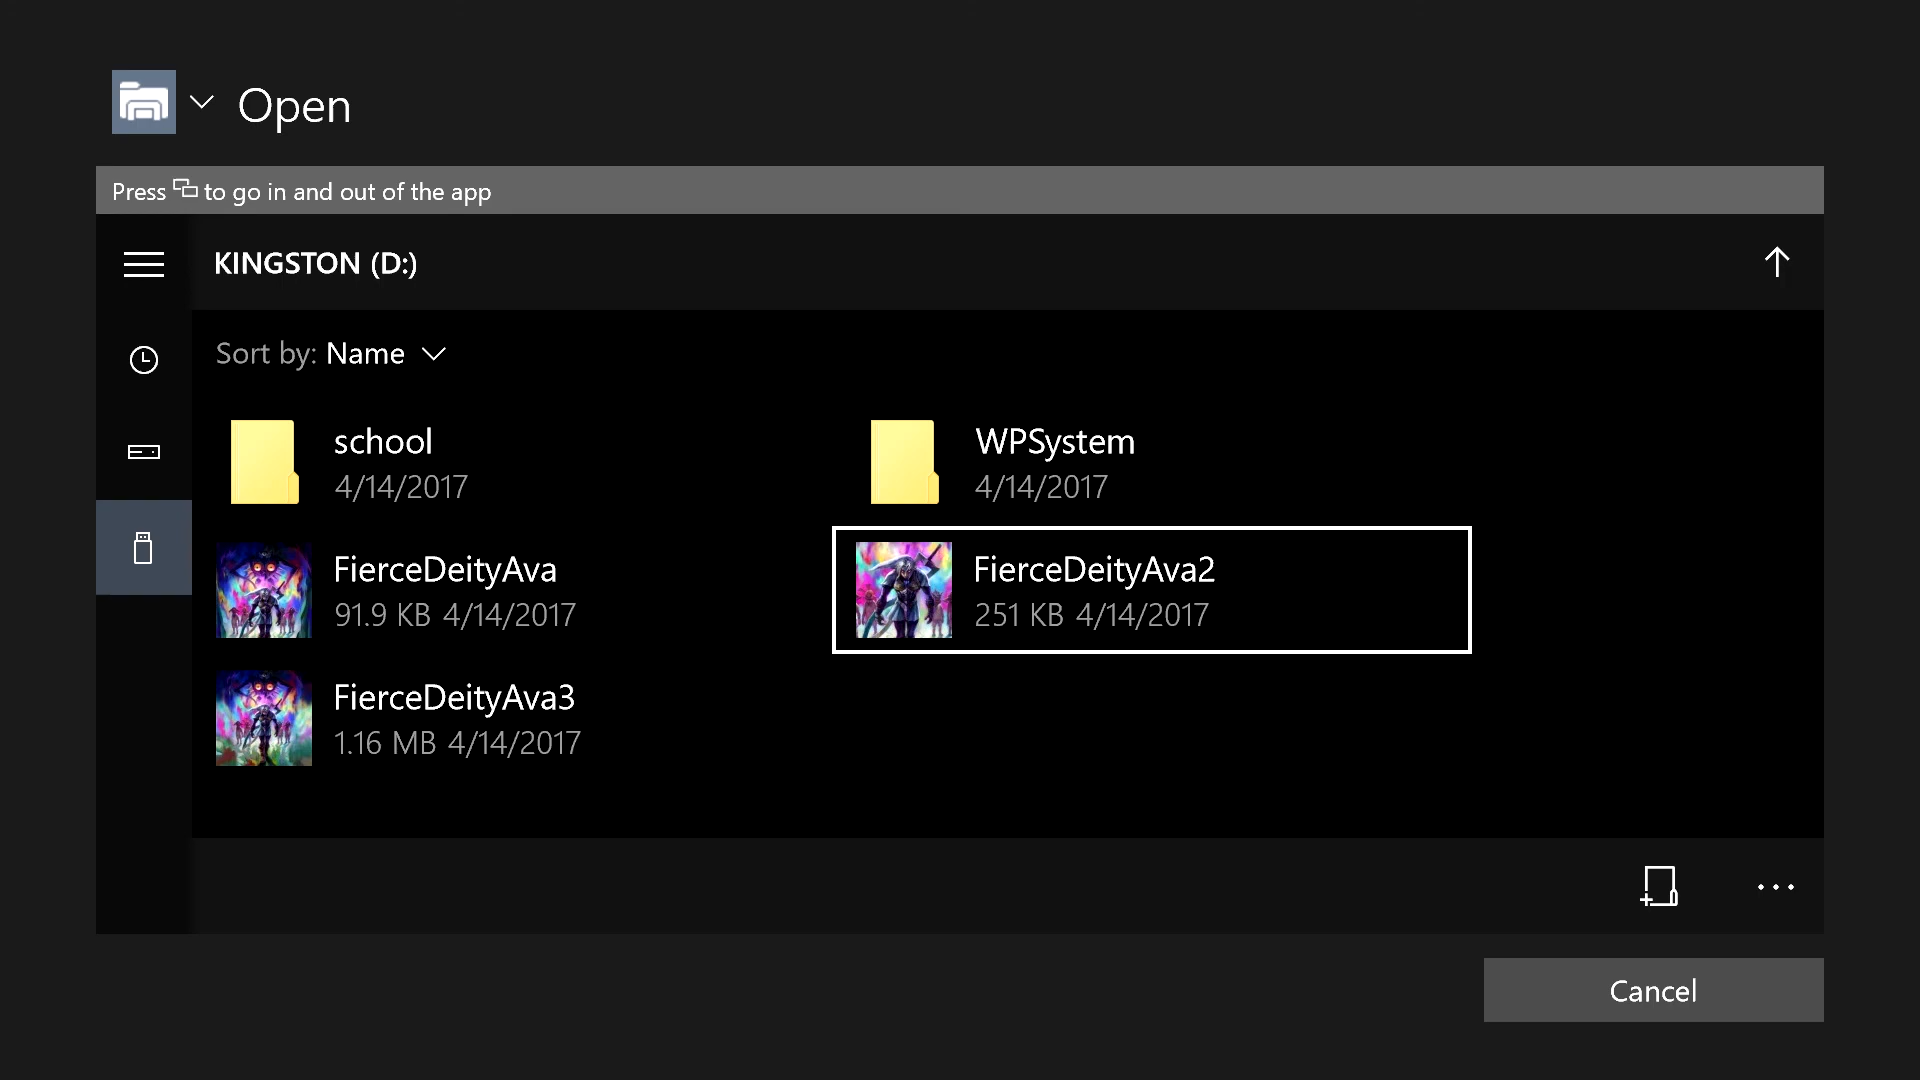 Open
Press to go in and out of the app
KINGSTON (D:)
Sort by: Name
school
4/14/2017
WPSystem
4/14/2017
FierceDeityAva
91.9 KB 4/14/2017
FierceDeityAva2
251 KB 4/14/2017
FierceDeityAva3
1.16 MB 4/14/2017
Cancel